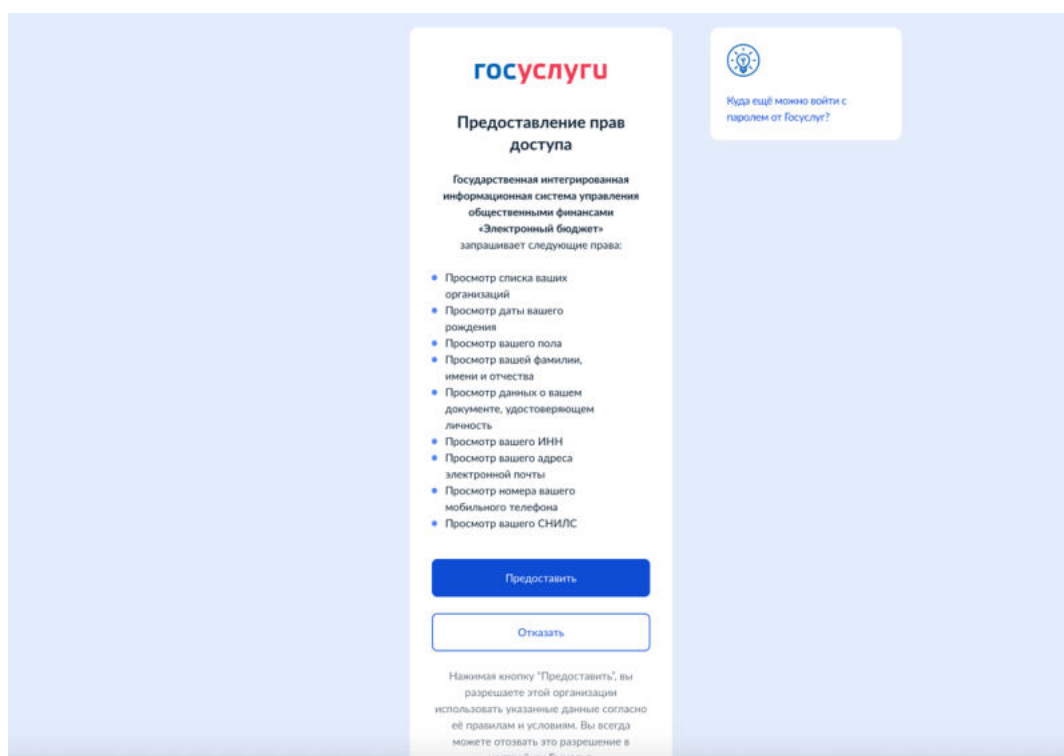 госуслуги
Предоставление прав
доступа
Государственная интегрированная
информационная система управления
общественными финансами
«Электронный бюджет»
запрашивает следующие права:
Просмотр списка ваших
организаций
Просмотр даты вашего
рождения
Просмотр вашего пола
Просмотр вашей фамилии,
имени и отчества
Просмотр данных о вашем
документе, удостоверяющем
личность
Просмотр вашего ИНН
Просмотр вашего адреса
электронной почты
Просмотр номера вашего
мобильного телефона
Просмотр вашего СНИЛС
Предоставить
Отказать
Нажимая кнопку "Предоставить", вы
разрешаете этой организации
использовать указанные данные согласно
её правилам и условиям. Вы всегда
можете отозвать это разрешение в
Куда ещё можно войти с
паролем от Госуслуг?